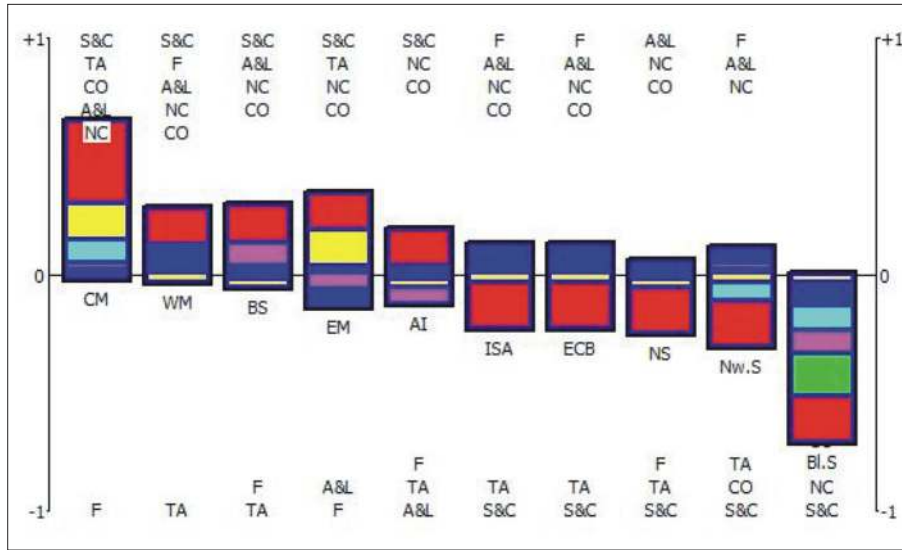 +1 S&C S&C S&C S&C S&C F F A&L F +1
TA F A&L TA NC A&L A&L NC A&L
CO A&L NC NC CO NC NC CO NC
A&L NC CO CO CO CO
NC CO
0 0
CM WM BS EM AI ISA ECB NS Nw.S
F F TA Bl.S
F A&L TA TA TA TA CO NC
-1 F TA TA F A&L S&C S&C S&C S&C S&C -1